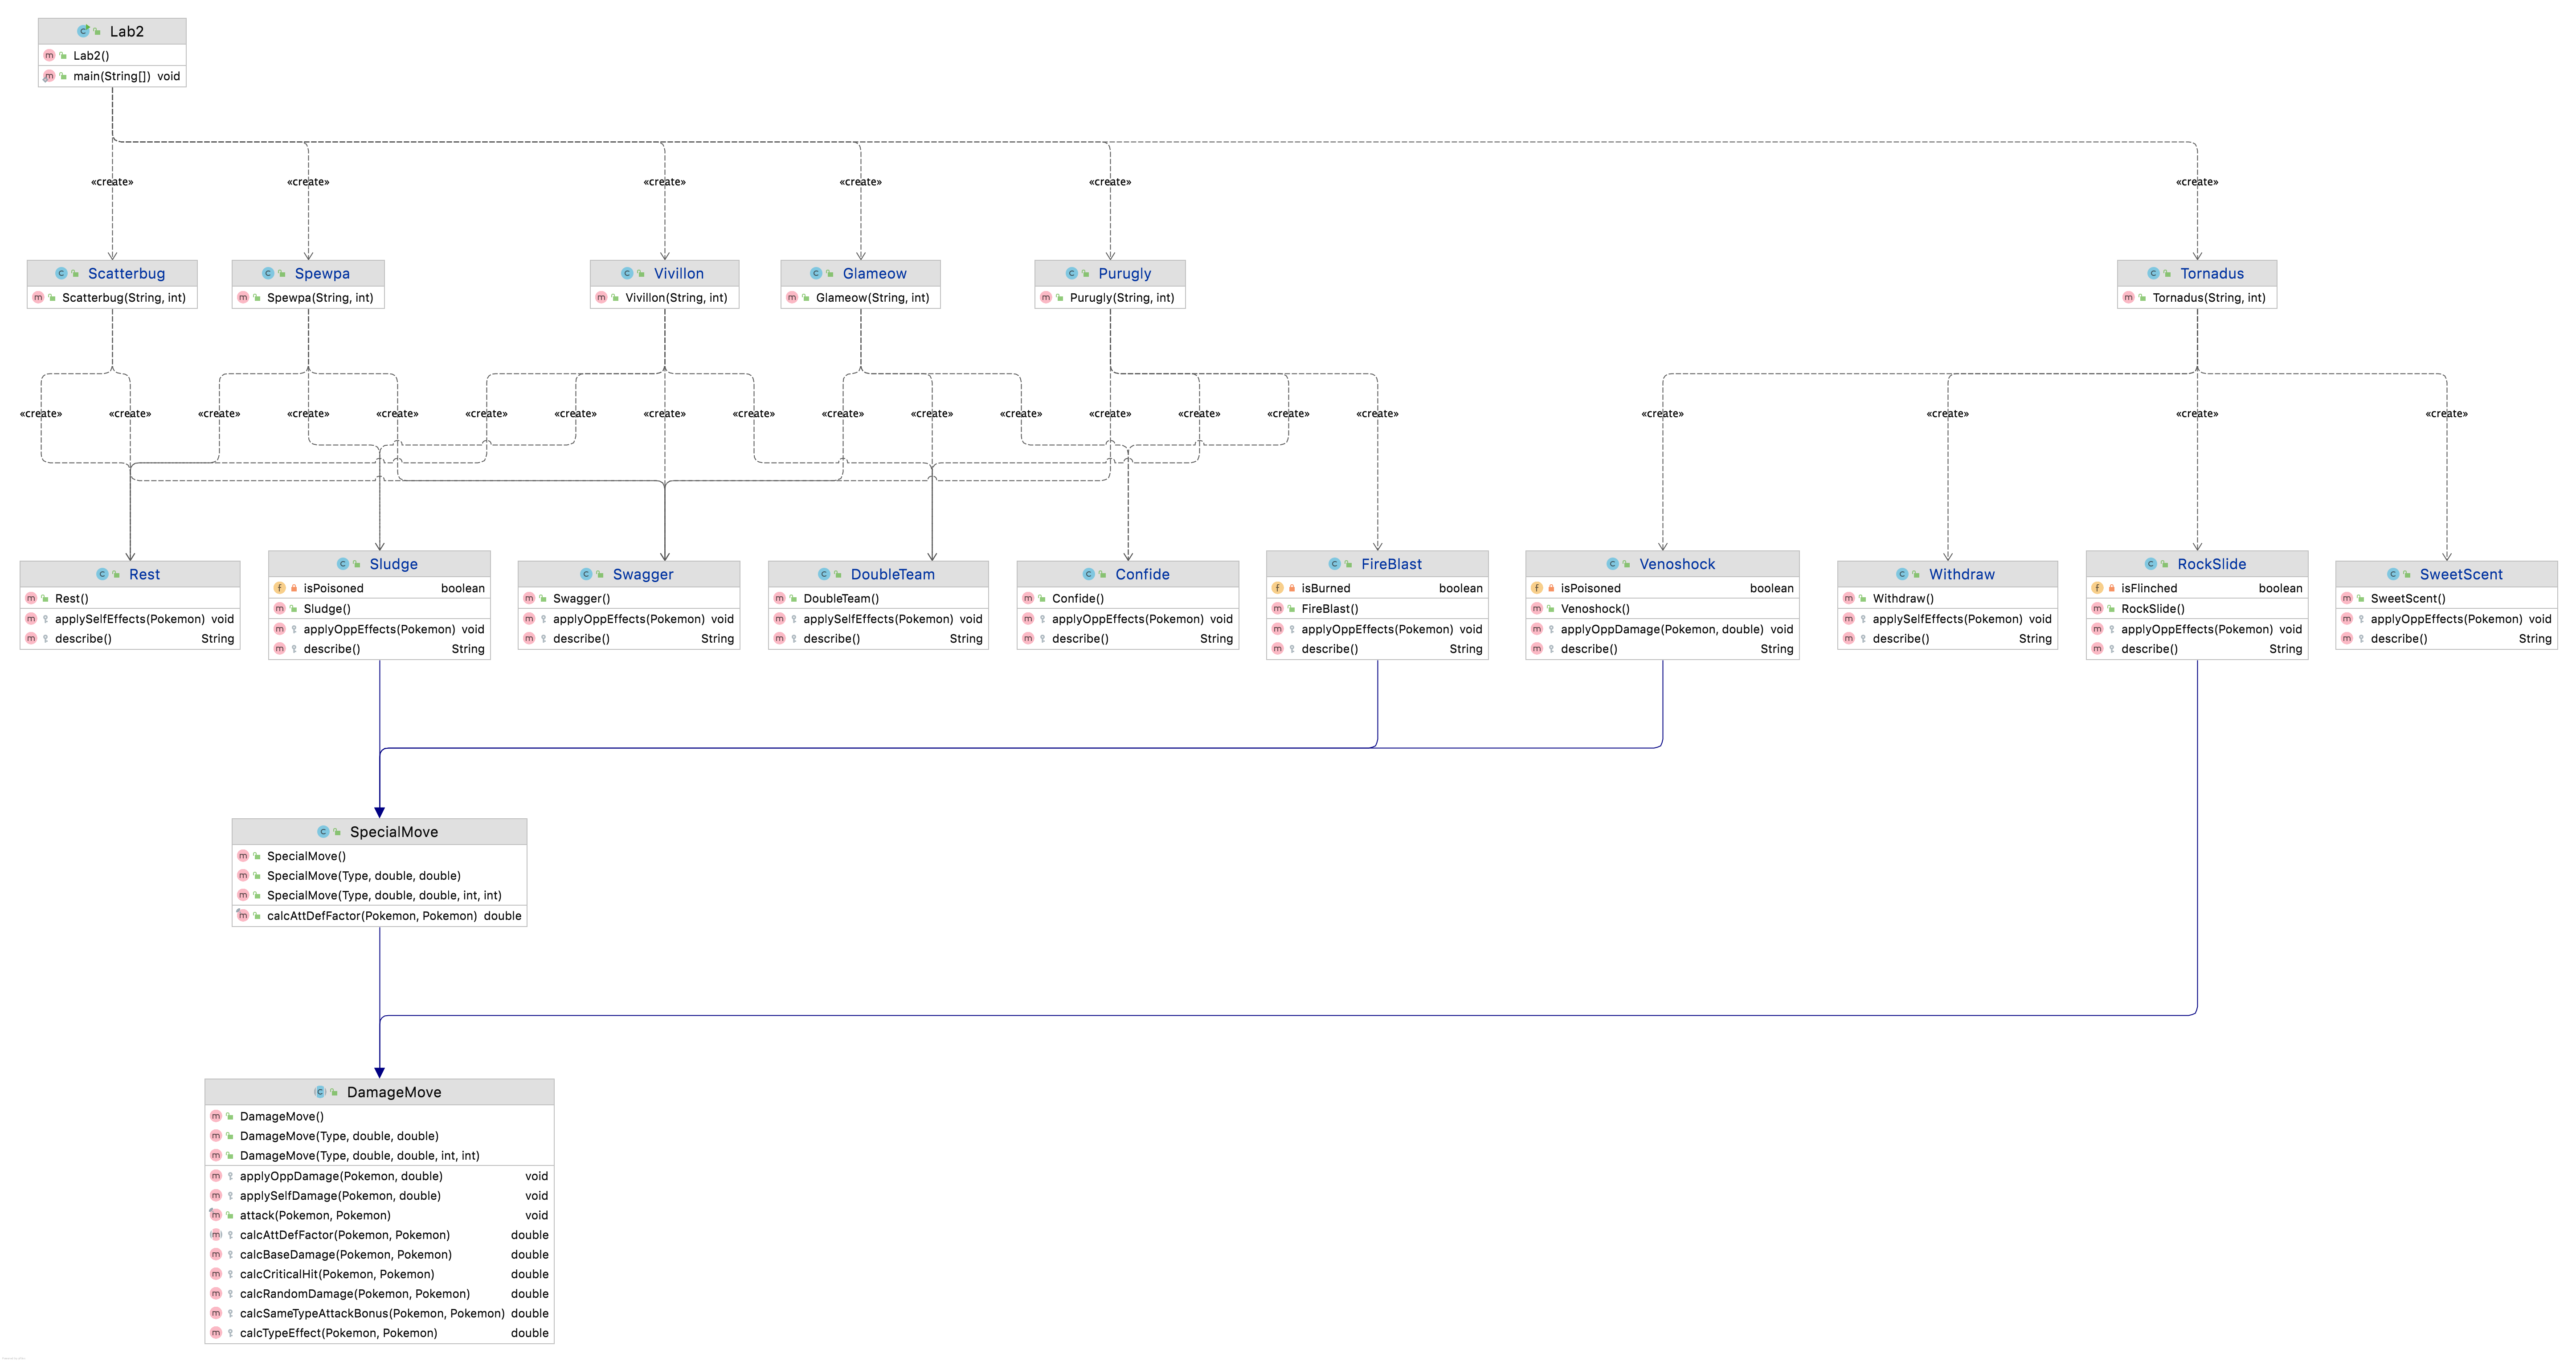 Lab2
Lab2()
main(String[]) void
«create» «create» «create» «create» «create» «create»
Scatterbug
Scatterbug(String, int)
Spewpa
Spewpa(String, int)
Vivillon
Vivillon(String, int)
Glameow
Glameow(String, int)
Purugly
Purugly(String, int)
Tornadus
Tornadus(String, int)
«create» «create» «create» «create» «create» «create» «create» «create» «create» «create» «create» «create» «create» «create» «create» «create» «create» «create» «create» «create»
Rest
Rest()
applySelfEffects(Pokemon) void
describe() String
Sludge
isPoisoned boolean
Sludge()
applyOppEffects(Pokemon) void
describe() String
Swagger
Swagger()
applyOppEffects(Pokemon) void
describe() String
DoubleTeam
DoubleTeam()
applySelfEffects(Pokemon) void
describe() String
Confide
Confide()
applyOppEffects(Pokemon) void
describe() String
FireBlast
isBurned boolean
FireBlast()
applyOppEffects(Pokemon) void
describe() String
Venoshock
isPoisoned boolean
Venoshock()
applyOppDamage(Pokemon, double) void
describe() String
Withdraw
Withdraw()
applySelfEffects(Pokemon) void
describe() String
RockSlide
isFlinched boolean
RockSlide()
applyOppEffects(Pokemon) void
describe() String
SweetScent
SweetScent()
applyOppEffects(Pokemon) void
describe() String
SpecialMove
SpecialMove()
SpecialMove(Type, double, double)
SpecialMove(Type, double, double, int, int)
calcAttDefFactor(Pokemon, Pokemon) double
DamageMove
DamageMove()
DamageMove(Type, double, double)
DamageMove(Type, double, double, int, int)
applyOppDamage(Pokemon, double) void
applySelfDamage(Pokemon, double) void
attack(Pokemon, Pokemon) void
calcAttDefFactor(Pokemon, Pokemon) double
calcBaseDamage(Pokemon, Pokemon) double
calcCriticalHit(Pokemon, Pokemon) double
calcRandomDamage(Pokemon, Pokemon) double
calcSameTypeAttackBonus(Pokemon, Pokemon) double
calcTypeEffect(Pokemon, Pokemon) double